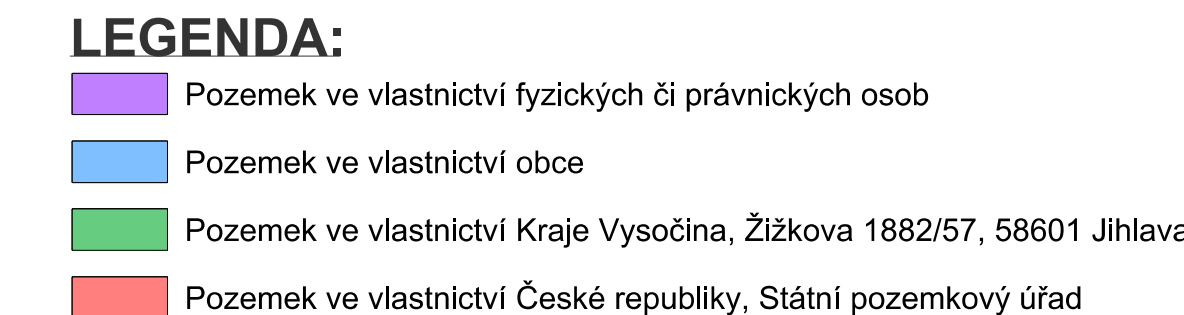 LEGENDA:
Pozemek ve vlastnictví fyzických či právnických osob
Pozemek ve vlastnictví obce
Pozemek ve vlastnictví Kraje Vysočina, Žižkova 1882/57, 58601 Jihlava
Pozemek ve vlastnictví České republiky, Státní pozemkový úřad